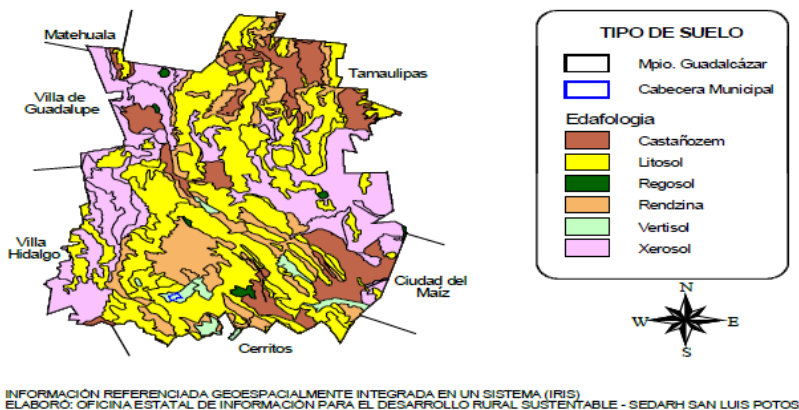 Matehuala
Villa de
Guadalupe
Tamaulipas
Villa
Hidalgo
Ciudad del
Maíz
Cerritos
TIPO DE SUELO
Mpio. Guadalcázar
Cabecera Municipal
Edafologia
Castañozem
Litosol
Regosol
Rendzina
Vertisol
Xerosol
N
W E
S
INFORMACIÓN REFERENCIADA GEOESPACIALMENTE INTEGRADA EN UN SISTEMA (IRIS)
ELABORÓ: OFICINA ESTATAL DE INFORMACIÓN PARA EL DESARROLLO RURAL SUSTENTABLE - SEDARH SAN LUIS POTOS